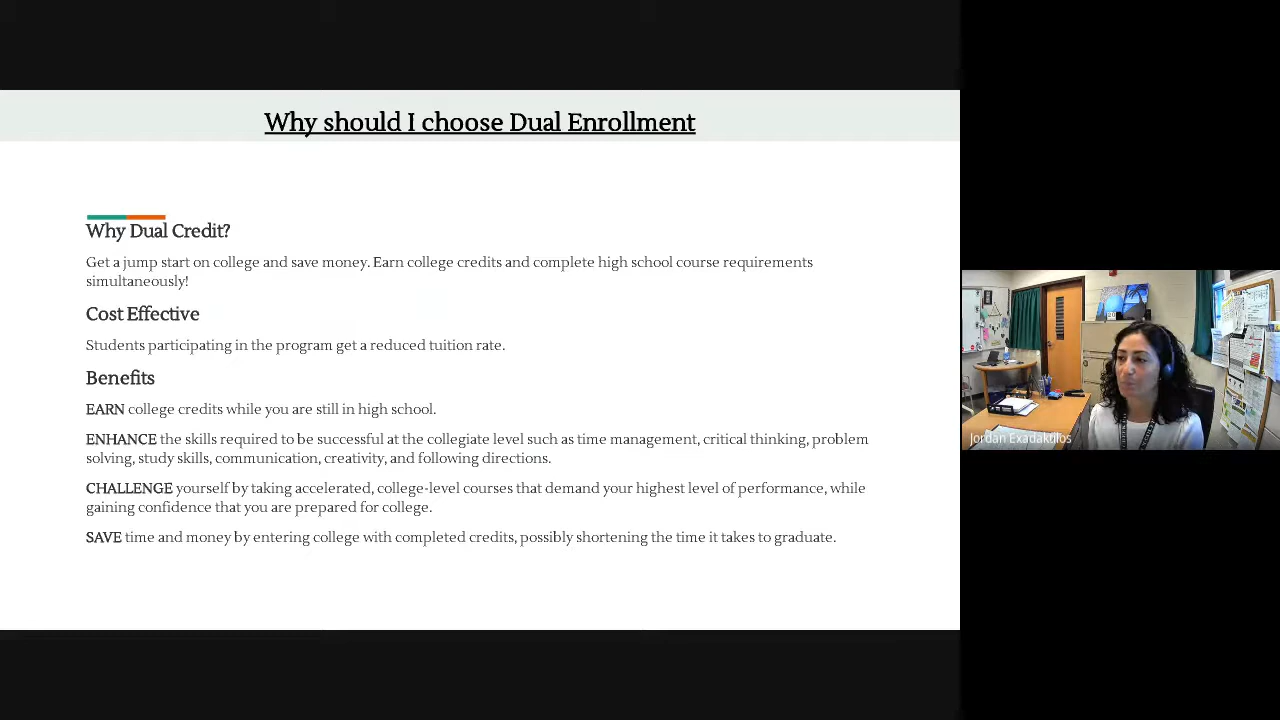 Why should I choose Dual Enrollment
Why Dual Credit?
Get a jump start on college and save money. Earn college credits and complete high school course requirements
simultaneously!
Cost Effective
Students participating in the program get a reduced tuition rate.
Benefits
EARN college credits while you are still in high school.
ENHANCE the skills required to be successful at the collegiate level such as time management, critical thinking, problem
solving, study skills, communication, creativity, and following directions.
CHALLENGE yourself by taking accelerated, college-level courses that demand your highest level of performance, while
gaining confidence that you are prepared for college.
SAVE time and money by entering college with completed credits, possibly shortening the time it takes to graduate.
Jordan Exadaktilos